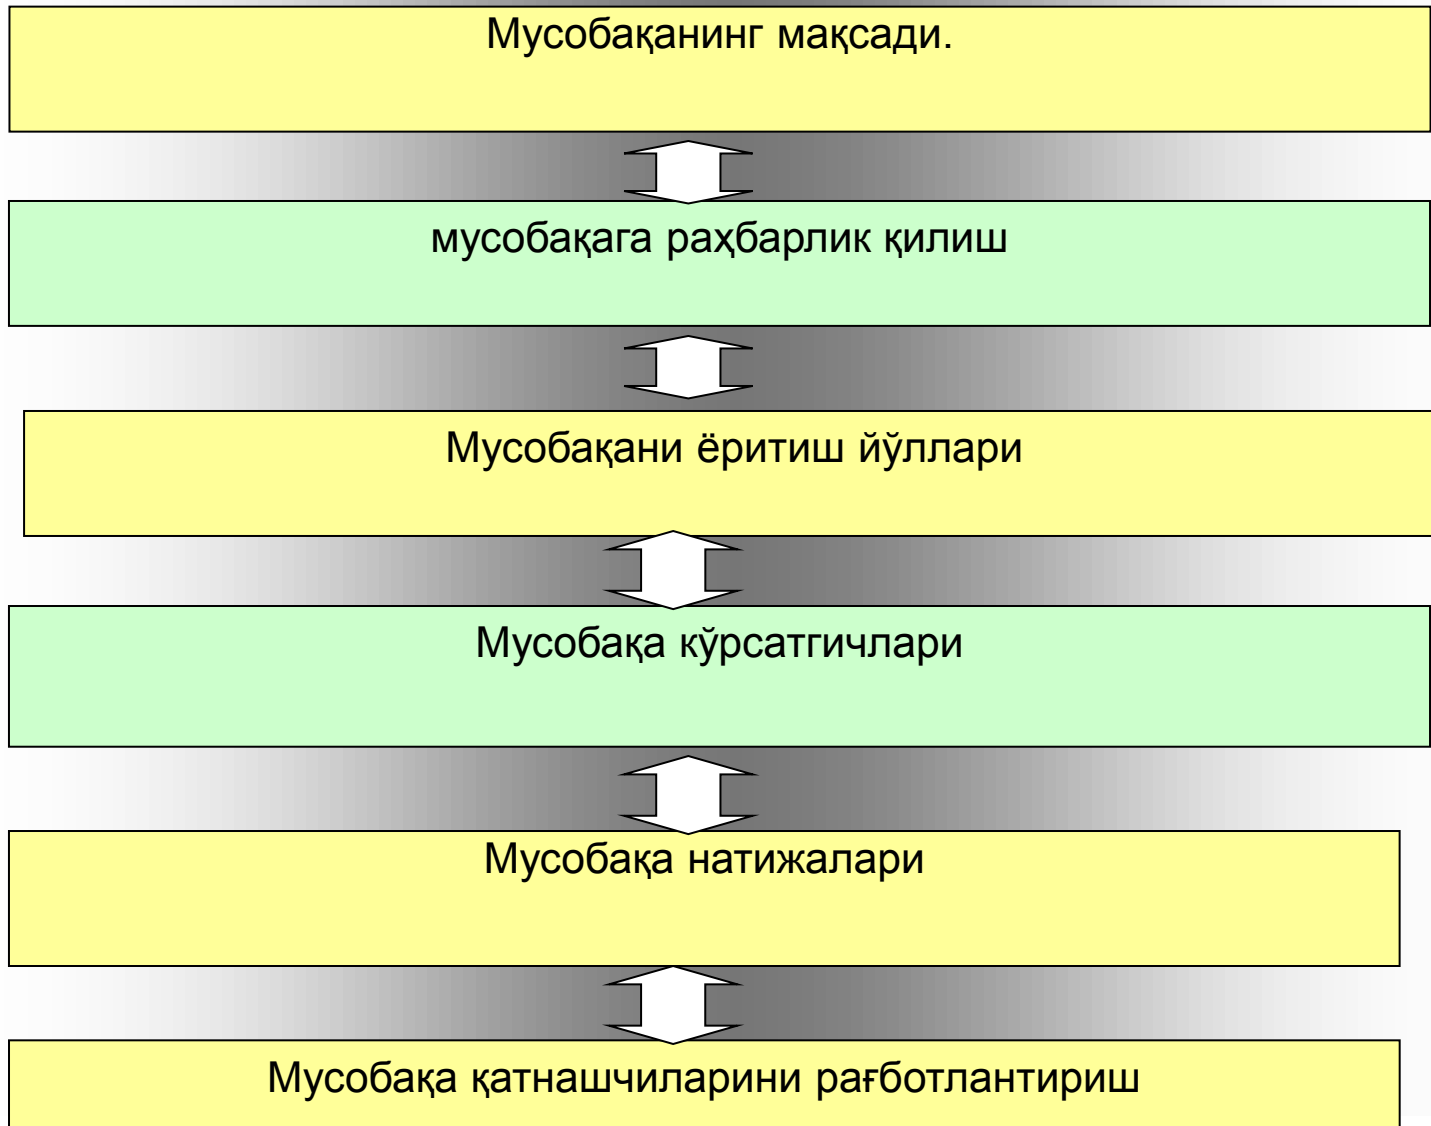 Мусобақанинг мақсади.
мусобақага раҳбарлик қилиш
Мусобақани ёритиш йўллари
Мусобақа кўрсатгичлари
Мусобақа натижалари
Мусобақа қатнашчиларини рағботлантириш